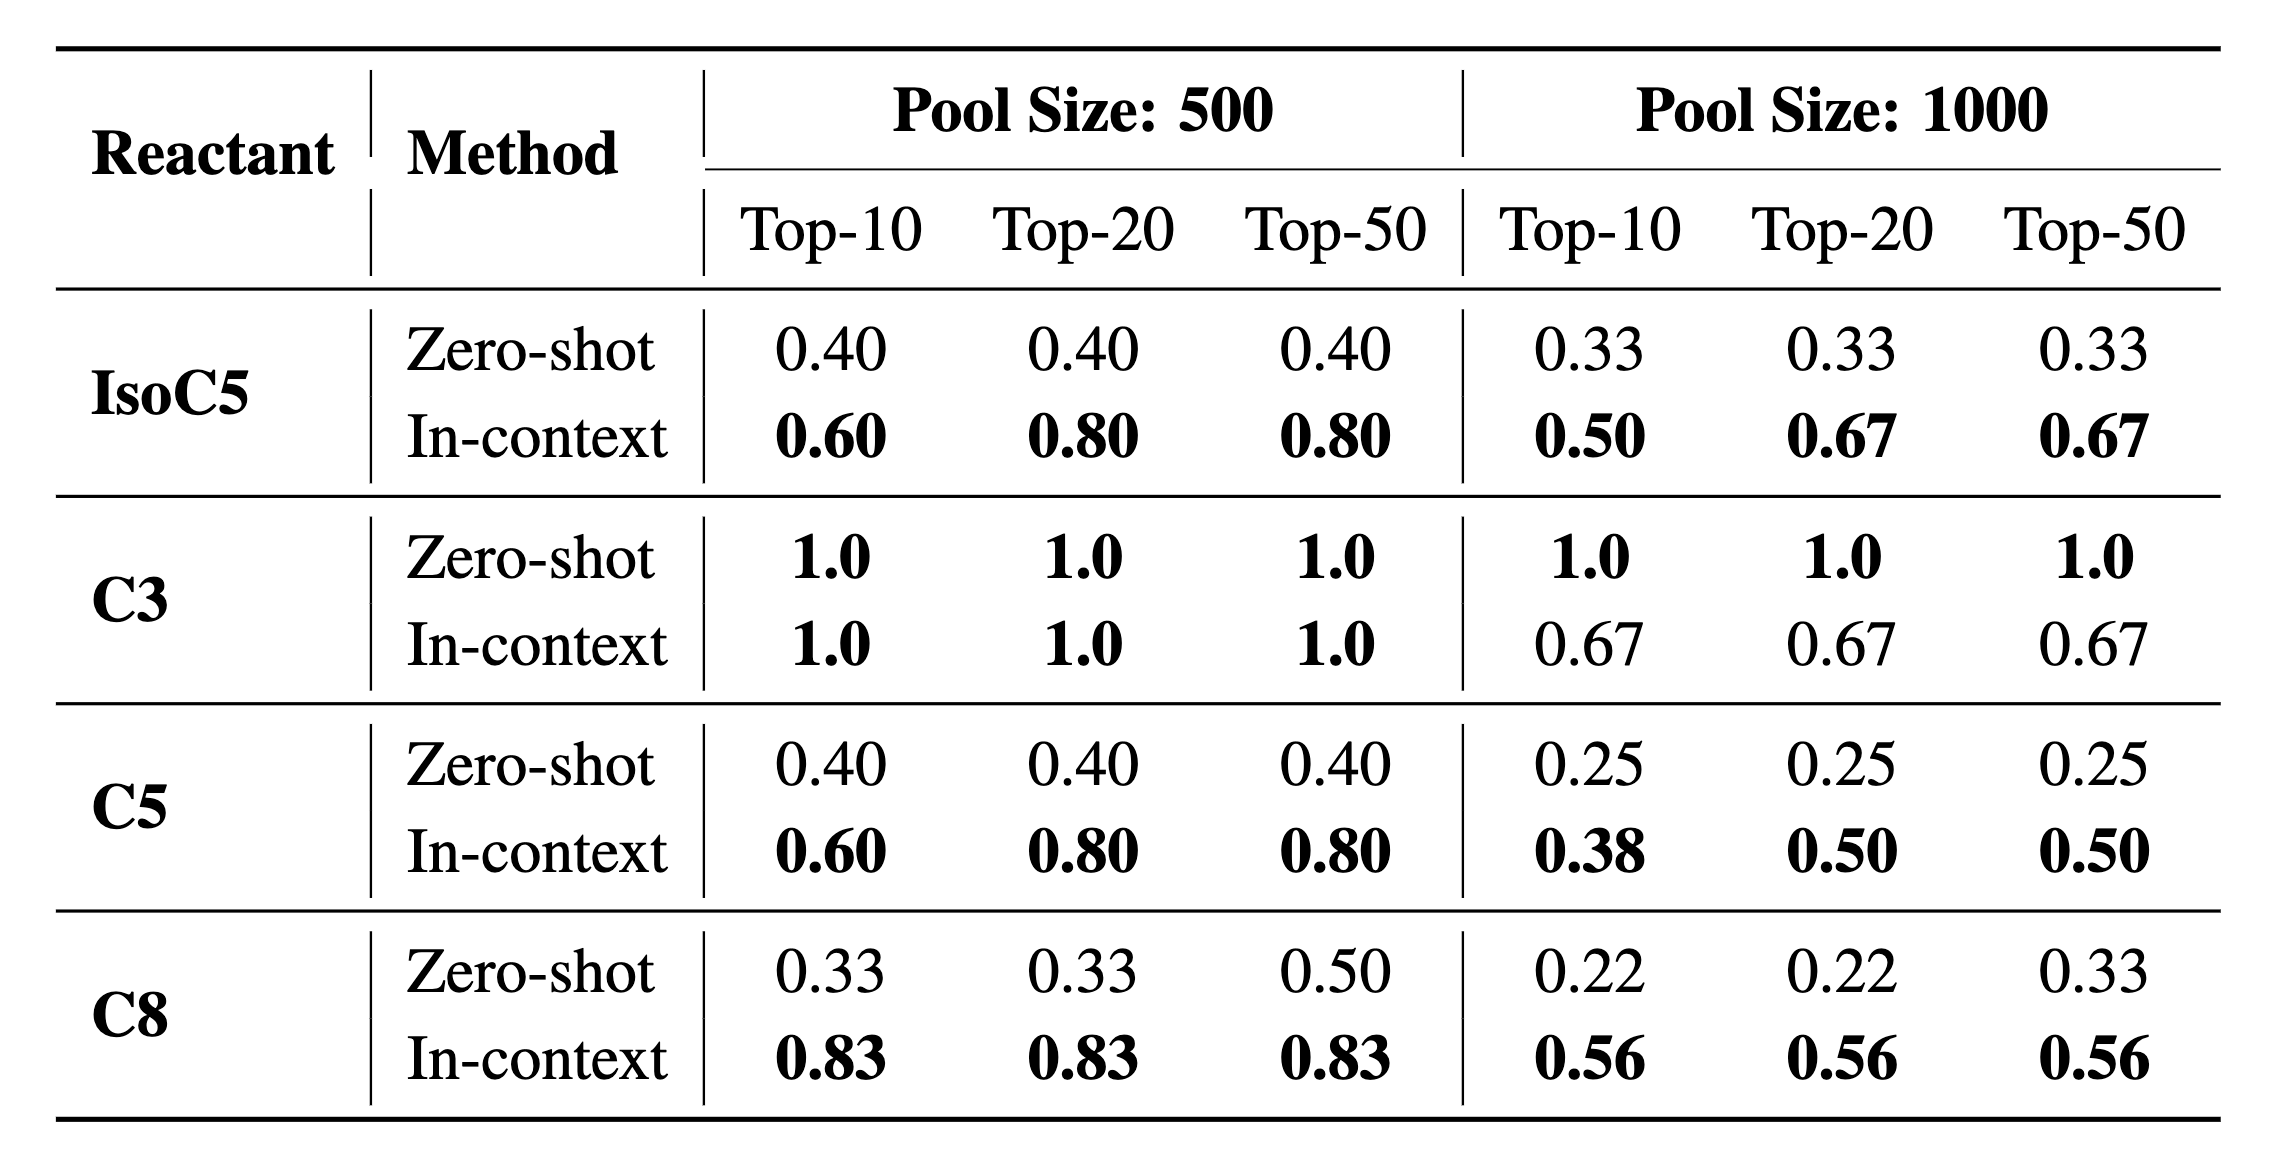 Reactant Method Pool Size: 500 Pool Size: 1000
Top-10 Top-20 Top-50 Top-10 Top-20 Top-50
IsoC5 Zero-shot 0.40 0.40 0.40 0.33 0.33 0.33
In-context 0.60 0.80 0.80 0.50 0.67 0.67
C3 Zero-shot 1.0 1.0 1.0 1.0 1.0 1.0
In-context 1.0 1.0 1.0 0.67 0.67 0.67
C5 Zero-shot 0.40 0.40 0.40 0.25 0.25 0.25
In-context 0.60 0.80 0.80 0.38 0.50 0.50
C8 Zero-shot 0.33 0.33 0.50 0.22 0.22 0.33
In-context 0.83 0.83 0.83 0.56 0.56 0.56